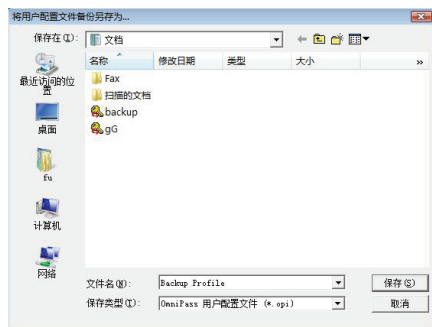 将用户配置文件备份另存为...
保存在(I):
文档
名称
修改日期
类型
大小
»
最近访问的位
置
桌面
fu
计算机
网络
Fax
扫描的文档
backup
gG
文件名(N):
Backup Profile
保存(S)
保存类型(T):
OmniPass 用户配置文件 (*.opi)
取消